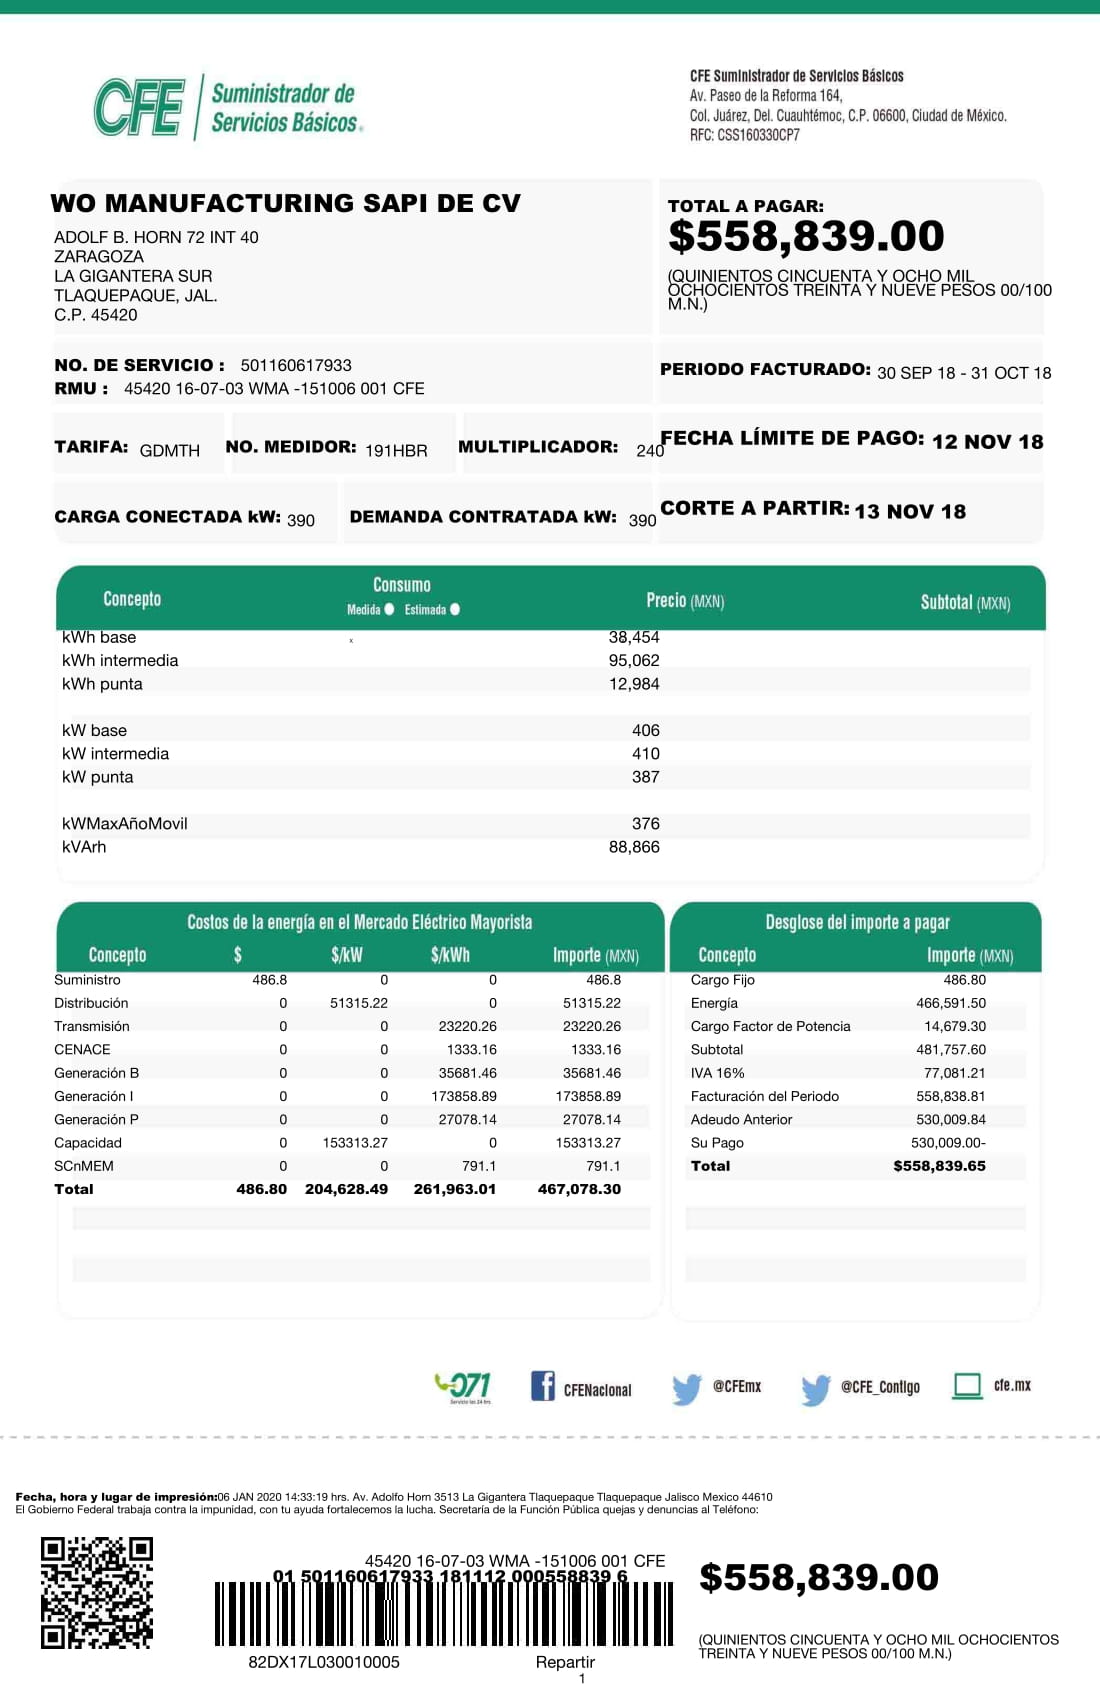 CFE Suministrador de
Servicios Básicos.
CFE Suministrador de Servicios Básicos
Av. Paseo de la Reforma 164,
Col. Juárez, Del. Cuauhtémoc, C.P. 06600, Ciudad de México.
RFC: CSS160330CP7
WO MANUFACTURING SAPI DE CV
ADOLF B. HORN 72 INT 40
ZARAGOZA
LA GIGANTERA SUR
TLAQUEPAQUE, JAL.
C.P. 45420
TOTAL A PAGAR:
$558,839.00
(QUINIENTOS CINCUENTA Y OCHO MIL
OCHOCIENTOS TREINTA Y NUEVE PESOS 00/100
M.N.)
NO. DE SERVICIO : 501160617933
RMU : 45420 16-07-03 WMA -151006 001 CFE
PERIODO FACTURADO: 30 SEP 18 - 31 OCT 18
TARIFA: GDMTH NO. MEDIDOR: 191HBR MULTIPLICADOR: 240
FECHA LÍMITE DE PAGO: 12 NOV 18
CARGA CONECTADA kW: 390 DEMANDA CONTRATADA kW: 390
CORTE A PARTIR: 13 NOV 18
Concepto Consumo Precio (MXN) Subtotal (MXN)
Medida Estimada
kWh base x 38,454
kWh intermedia 95,062
kWh punta 12,984
kW base 406
kW intermedia 410
kW punta 387
kWMaxAñoMovil 376
kVArh 88,866
Costos de la energía en el Mercado Eléctrico Mayorista
Concepto $ $/kW $/kWh Importe (MXN)
Suministro 486.8 0 0 486.8
Distribución 0 51315.22 0 51315.22
Transmisión 0 0 23220.26 23220.26
CENACE 0 0 1333.16 1333.16
Generación B 0 0 35681.46 35681.46
Generación I 0 0 173858.89 173858.89
Generación P 0 0 27078.14 27078.14
Capacidad 0 153313.27 0 153313.27
SCnMEM 0 0 791.1 791.1
Total 486.80 204,628.49 261,963.01 467,078.30
Desglose del importe a pagar
Concepto Importe (MXN)
Cargo Fijo 486.80
Energía 466,591.50
Cargo Factor de Potencia 14,679.30
Subtotal 481,757.60
IVA 16% 77,081.21
Facturación del Periodo 558,838.81
Adeudo Anterior 530,009.84
Su Pago 530,009.00-
Total $558,839.65
071
Servicio las 24 hrs.
CFENacional
@CFEmx
@CFE_Contigo
cfe.mx
Fecha, hora y lugar de impresión:06 JAN 2020 14:33:19 hrs. Av. Adolfo Horn 3513 La Gigantera Tlaquepaque Tlaquepaque Jalisco Mexico 44610
El Gobierno Federal trabaja contra la impunidad, con tu ayuda fortalecemos la lucha. Secretaría de la Función Pública quejas y denuncias al Teléfono:
45420 16-07-03 WMA -151006 001 CFE
01 501160617933 181112 000558839 6
82DX17L030010005 Repartir
1
$558,839.00
(QUINIENTOS CINCUENTA Y OCHO MIL OCHOCIENTOS
TREINTA Y NUEVE PESOS 00/100 M.N.)